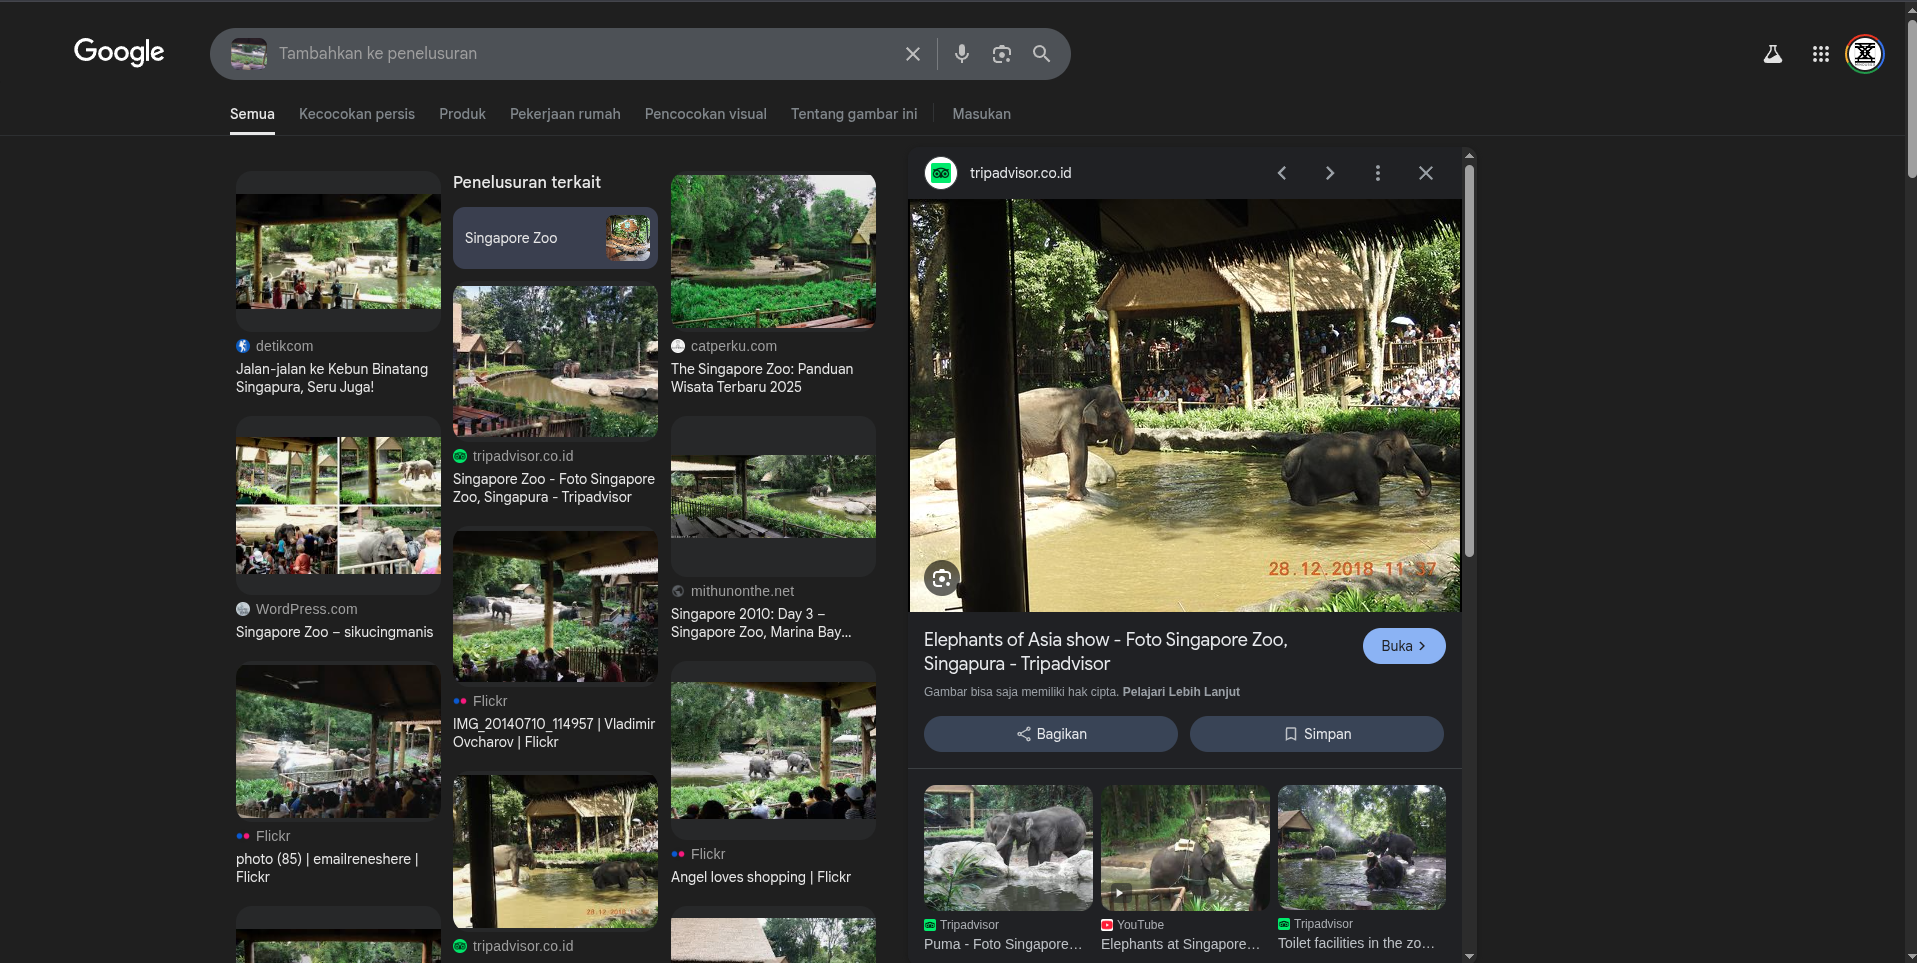 Google
Tambahkan ke penelusuran
Semua
Kecocokan persis
Produk
Pekerjaan rumah
Pencocokan visual
Tentang gambar ini
Masukan
detikcom
Jalan-jalan ke Kebun Binatang
Singapura, Seru Juga!
WordPress.com
Singapore Zoo – sikucingmanis
Flickr
photo (85) | emailreneshere |
Flickr
Penelusuran terkait
Singapore Zoo
tripadvisor.co.id
Singapore Zoo - Foto Singapore
Zoo, Singapura - Tripadvisor
Flickr
IMG_20140710_114957 | Vladimir
Ovcharov | Flickr
tripadvisor.co.id
catperku.com
The Singapore Zoo: Panduan
Wisata Terbaru 2025
mithunonthe.net
Singapore 2010: Day 3 –
Singapore Zoo, Marina Bay...
Flickr
Angel loves shopping | Flickr
tripadvisor.co.id
28.12.2018 11:37
Elephants of Asia show - Foto Singapore Zoo,
Singapura - Tripadvisor
Buka
Gambar bisa saja memiliki hak cipta. Pelajari Lebih Lanjut
Bagikan
Simpan
Tripadvisor
Puma - Foto Singapore...
YouTube
Elephants at Singapore...
Tripadvisor
Toilet facilities in the zo...